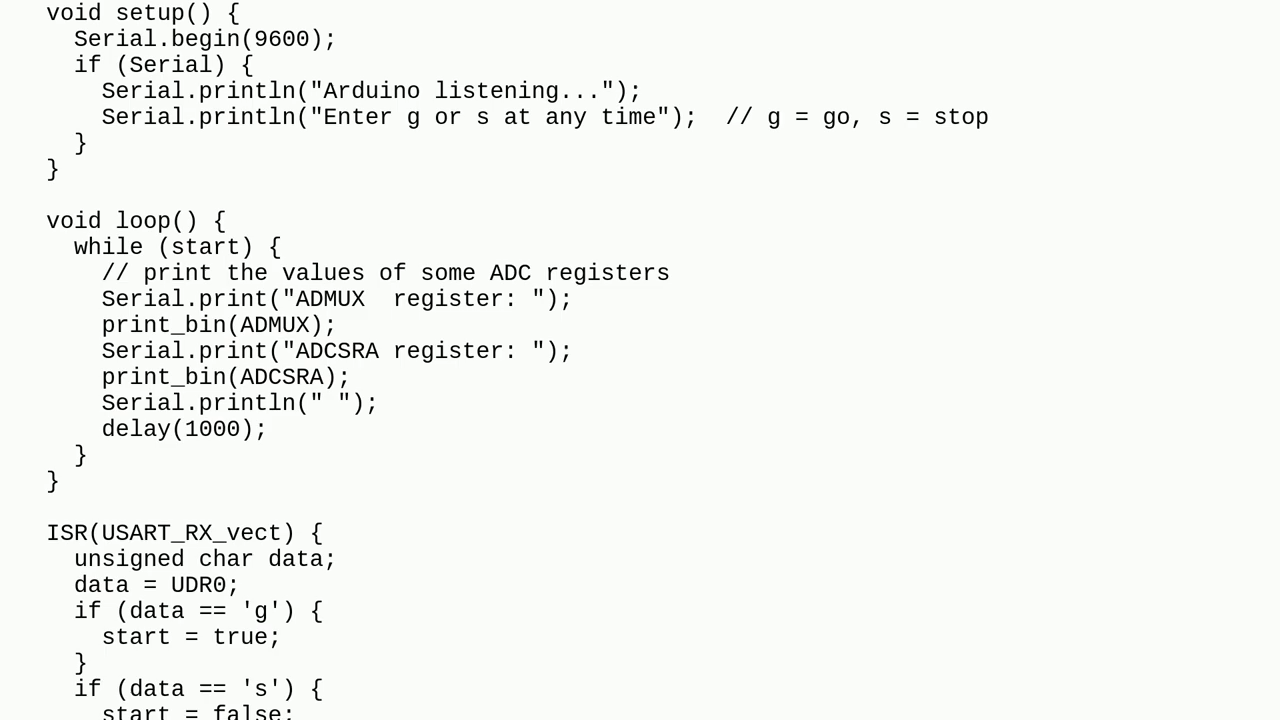 void setup() {
  Serial.begin(9600);
  if (Serial) {
    Serial.println("Arduino listening...");
    Serial.println("Enter g or s at any time");  // g = go, s = stop
  }
}

void loop() {
  while (start) {
    // print the values of some ADC registers
    Serial.print("ADMUX  register: ");
    print_bin(ADMUX);
    Serial.print("ADCSRA register: ");
    print_bin(ADCSRA);
    Serial.println(" ");
    delay(1000);
  }
}

ISR(USART_RX_vect) {
  unsigned char data;
  data = UDR0;
  if (data == 'g') {
    start = true;
  }
  if (data == 's') {
    start = false;